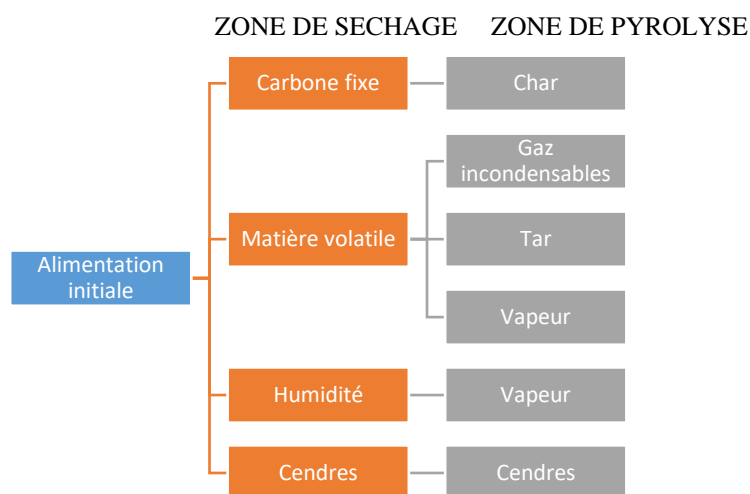 ZONE DE SECHAGE ZONE DE PYROLYSE
Carbone fixe
Char
Gaz
incondensables
Matière volatile
Tar
Alimentation
initiale
Vapeur
Humidité
Vapeur
Cendres
Cendres